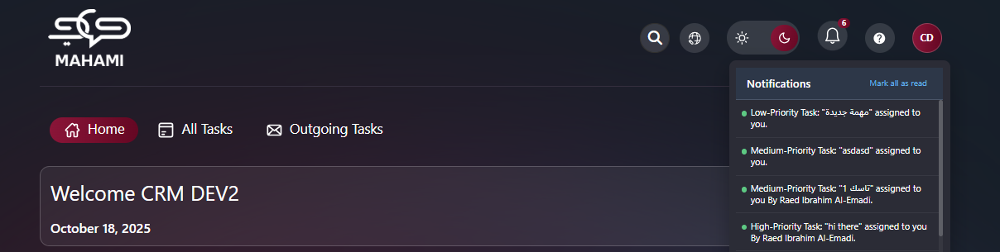 MAHAMI
6
CD
Notifications
Mark all as read
Low-Priority Task: "مهمة جديدة" assigned to
you.
Medium-Priority Task: "asdasd" assigned to
you.
Medium-Priority Task: "1 تاسك" assigned to
you By Raed Ibrahim Al-Emadi.
High-Priority Task: "hi there" assigned to you
By Raed Ibrahim Al-Emadi.
Home
All Tasks
Outgoing Tasks
Welcome CRM DEV2
October 18, 2025